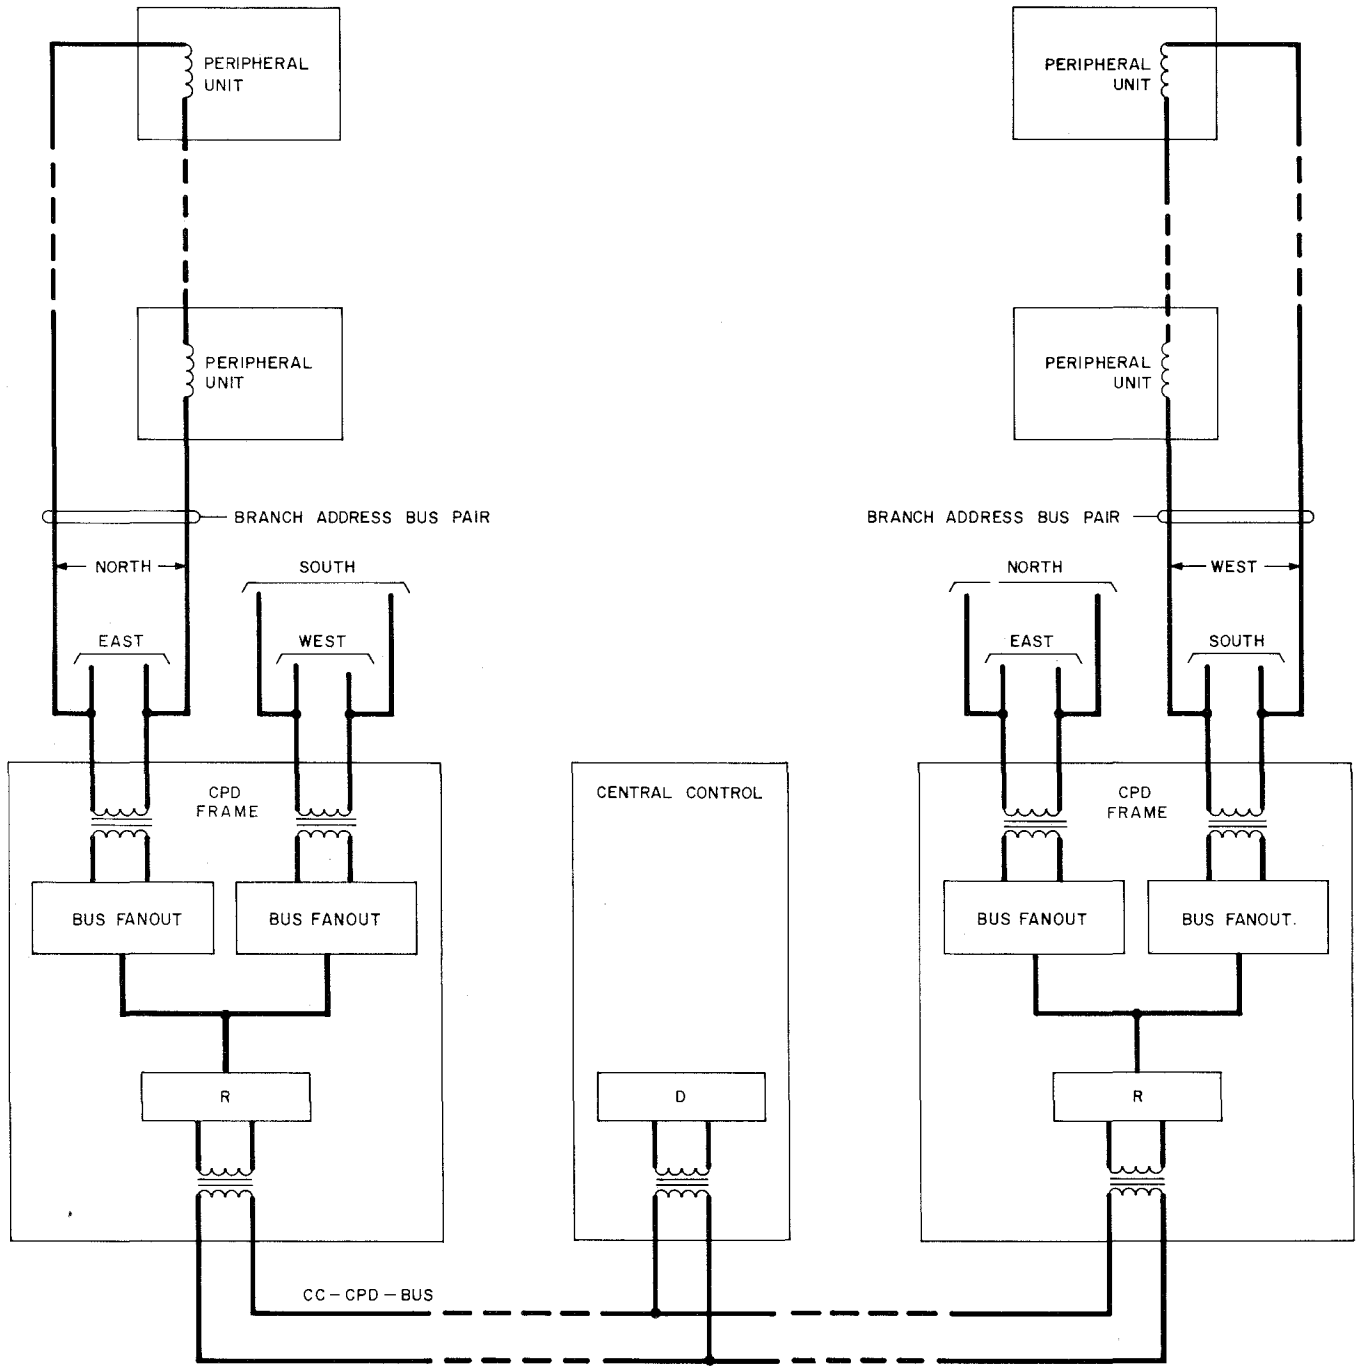 PERIPHERAL
UNIT
PERIPHERAL
UNIT
PERIPHERAL
UNIT
PERIPHERAL
UNIT
BRANCH ADDRESS BUS PAIR
BRANCH ADDRESS BUS PAIR
NORTH
SOUTH
NORTH
WEST
EAST
WEST
EAST
SOUTH
CPD
FRAME
CENTRAL CONTROL
CPD
FRAME
BUS FANOUT
BUS FANOUT
BUS FANOUT
BUS FANOUT.
R
D
R
CC-CPD-BUS